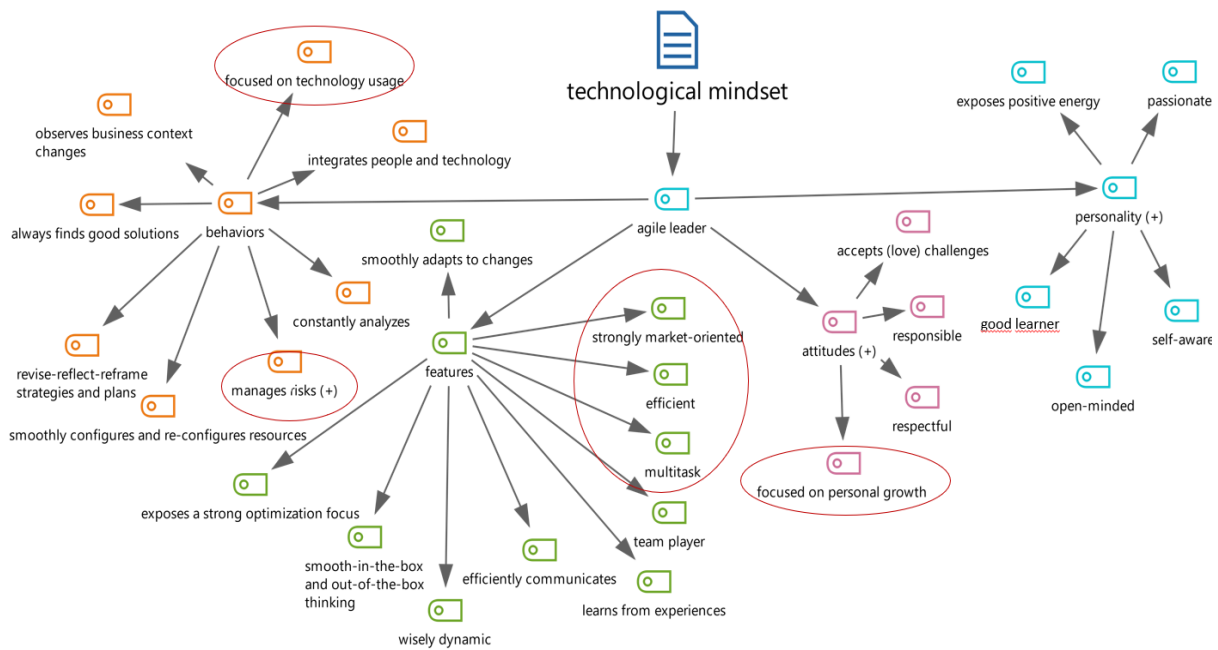 technological mindset
focused on technology usage
exposes positive energy
passionate
observes business context
changes
integrates people and technology
always finds good solutions
behaviors
agile leader
personality (+)
smoothly adapts to changes
accepts (love) challenges
constantly analyzes
good learner
self-aware
strongly market-oriented
responsible
attitudes (+)
features
revise-reflect-reframe
strategies and plans
manages risks (+)
efficient
open-minded
respectful
smoothly configures and re-configures resources
multitask
focused on personal growth
exposes a strong optimization focus
team player
smooth-in-the-box
and out-of-the-box
thinking
efficiently communicates
learns from experiences
wisely dynamic